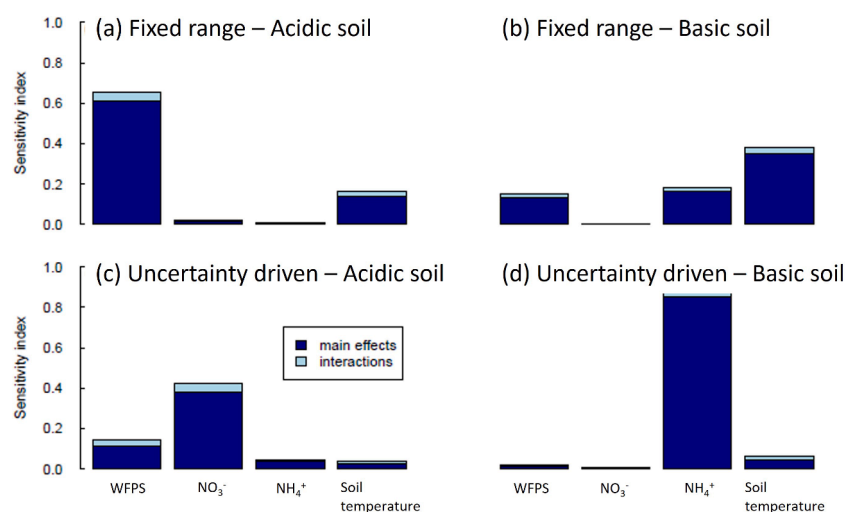 (a) Fixed range – Acidic soil
(b) Fixed range – Basic soil
Sensitivity index
1.0
0.8
0.6
0.4
0.2
0.0
(c) Uncertainty driven – Acidic soil
(d) Uncertainty driven – Basic soil
Sensitivity index
1.0
0.8
0.6
0.4
0.2
0.0
main effects
interactions
WFPS NO₃⁻ NH₄⁺ Soil
temperature
WFPS NO₃⁻ NH₄⁺ Soil
temperature